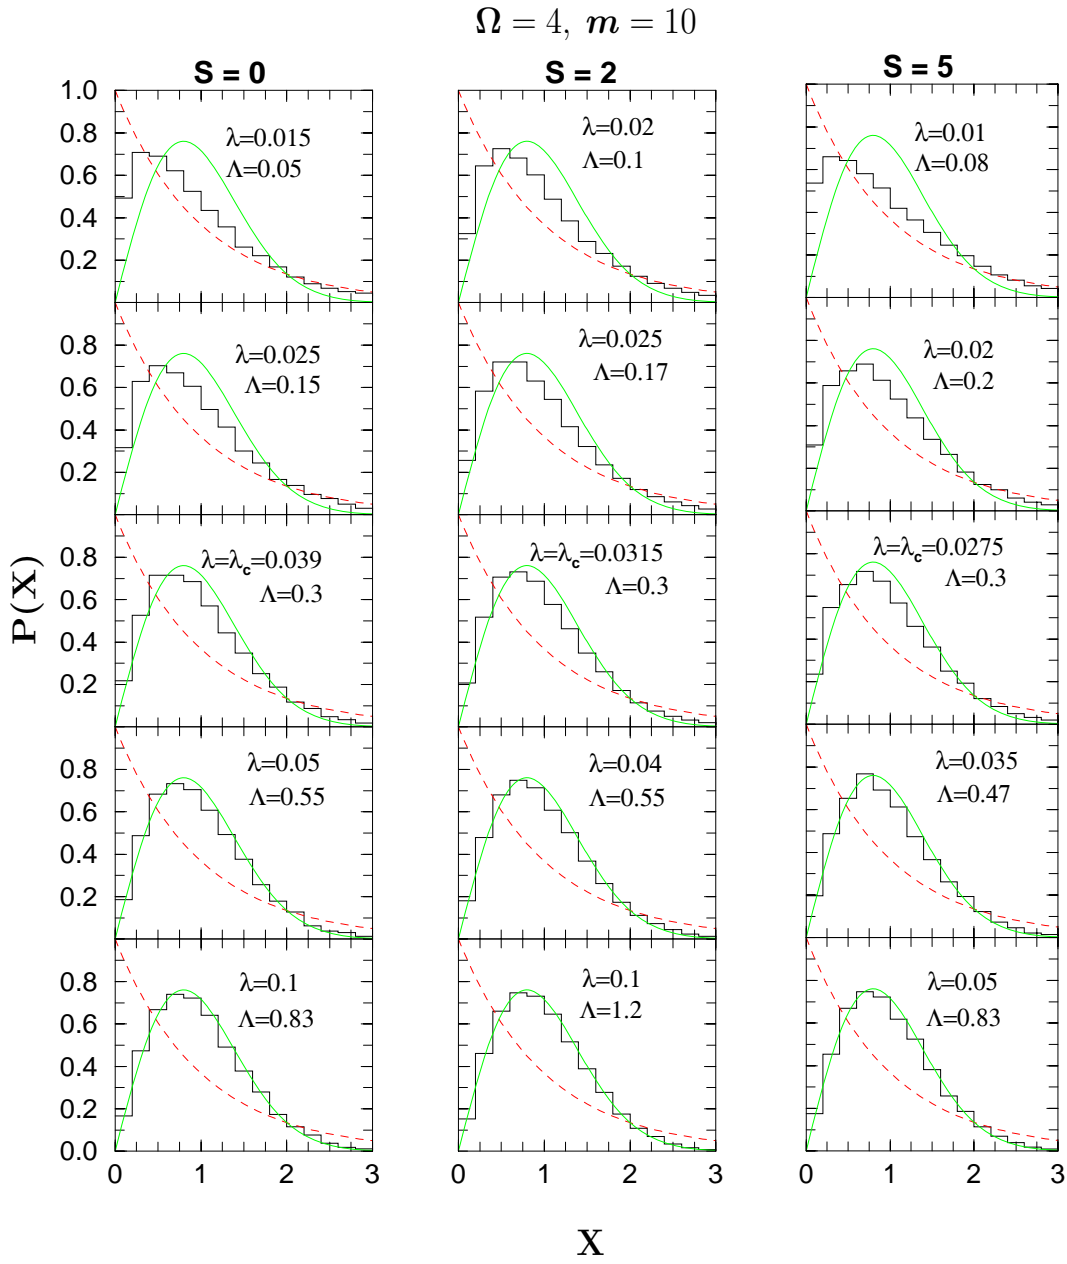 Ω = 4, m = 10
S = 0
S = 2
S = 5
1.0
0.8
0.6
0.4
0.2
λ=0.015
Λ=0.05
λ=0.02
Λ=0.1
λ=0.01
Λ=0.08
0.8
0.6
0.4
0.2
λ=0.025
Λ=0.15
λ=0.025
Λ=0.17
λ=0.02
Λ=0.2
P(X)
0.8
0.6
0.4
0.2
λ=λc=0.039
Λ=0.3
λ=λc=0.0315
Λ=0.3
λ=λc=0.0275
Λ=0.3
0.8
0.6
0.4
0.2
λ=0.05
Λ=0.55
λ=0.04
Λ=0.55
λ=0.035
Λ=0.47
0.8
0.6
0.4
0.2
0.0
λ=0.1
Λ=0.83
λ=0.1
Λ=1.2
λ=0.05
Λ=0.83
0 1 2 3
0 1 2 3
0 1 2 3
X